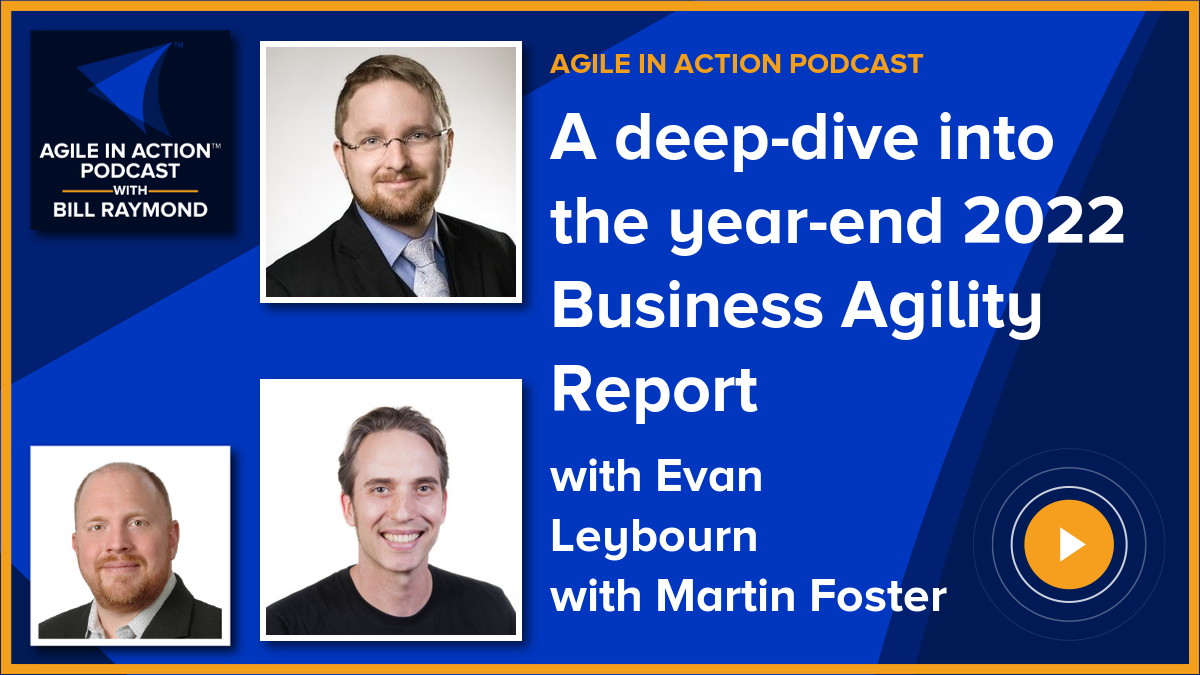 TM
AGILE IN ACTION™
PODCAST
WITH
BILL RAYMOND
AGILE IN ACTION PODCAST
A deep-dive into
the year-end 2022
Business Agility
Report
with Evan
Leybourn
with Martin Foster